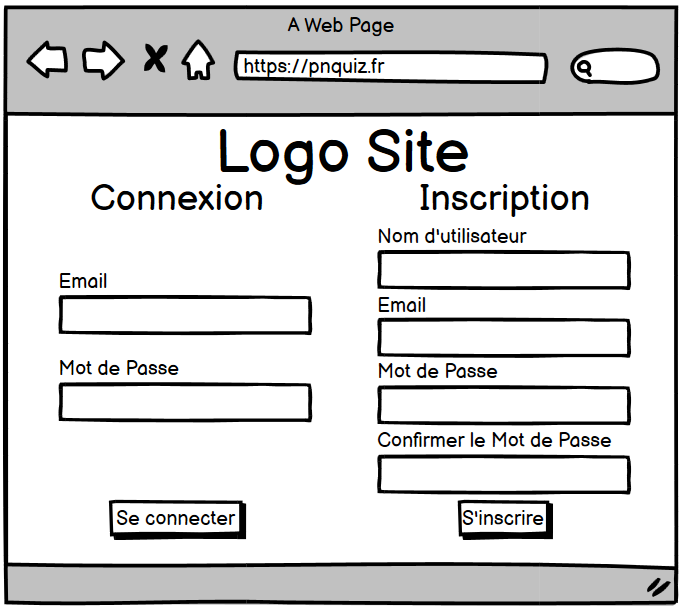 A Web Page
https://pnquiz.fr
Logo Site
Connexion
Email
Mot de Passe
Se connecter
Inscription
Nom d'utilisateur
Email
Mot de Passe
Confirmer le Mot de Passe
S'inscrire